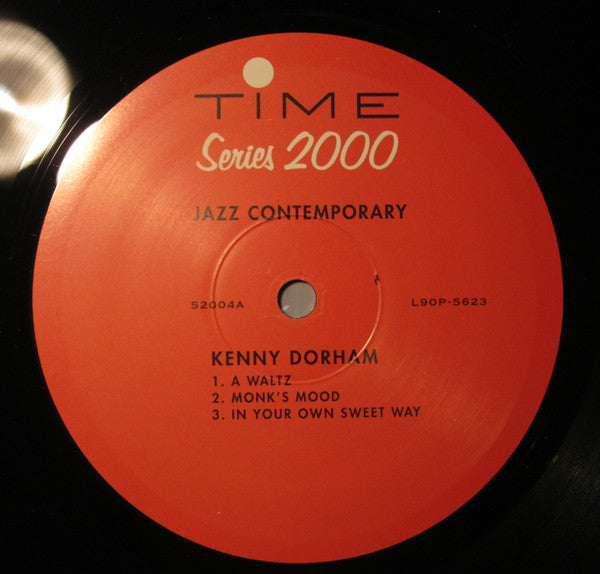 TiME
Series 2000
JAZZ CONTEMPORARY
52004A
L90P-5623
KENNY DORHAM
1. A WALTZ
2. MONK'S MOOD
3. IN YOUR OWN SWEET WAY